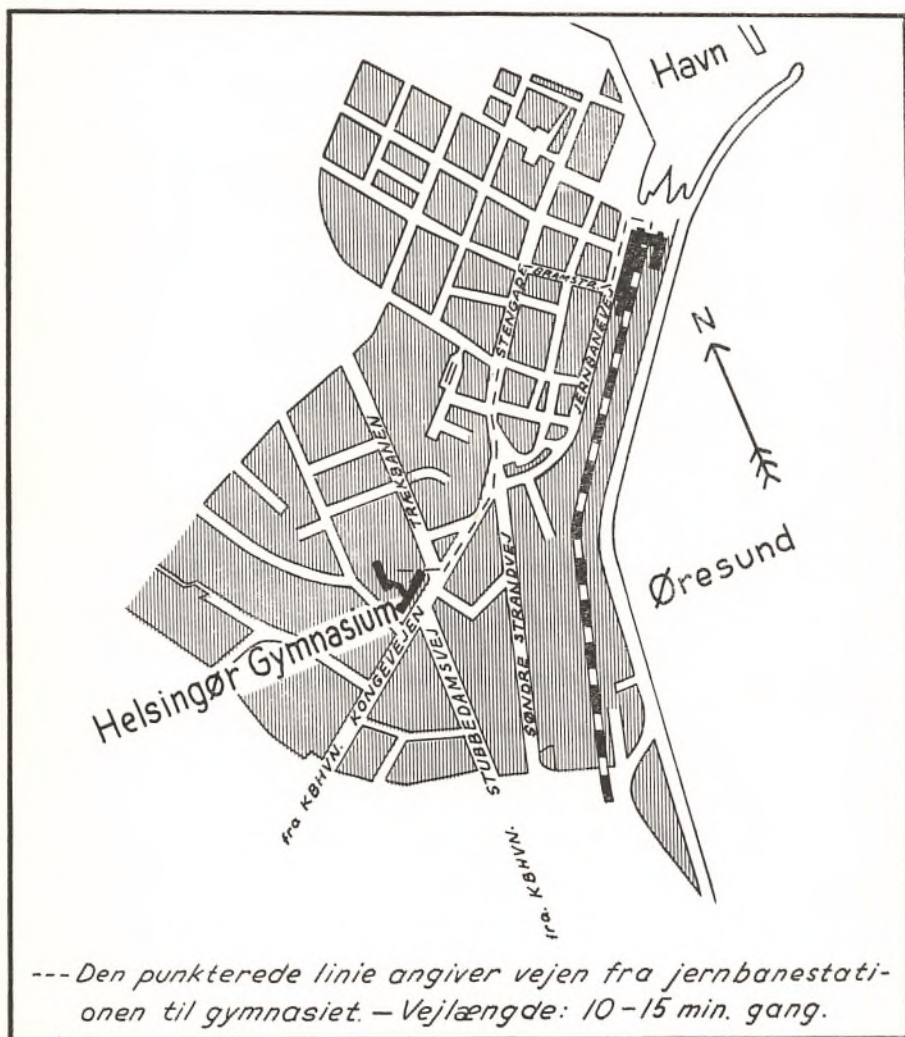 Havn
BRAMSTR.
STENGADE
JERNBANEVEJ
N
TRÆKBANEN
Øresund
Helsingør Gymnasium
KONGEVEJEN
fra KBHVN.
STUBBEDAMSVEJ
SØNDRE STRANDVEJ
fra. KBHVN.
--- Den punkterede linie angiver vejen fra jernbanestati-
onen til gymnasiet. — Vejlængde: 10-15 min. gang.